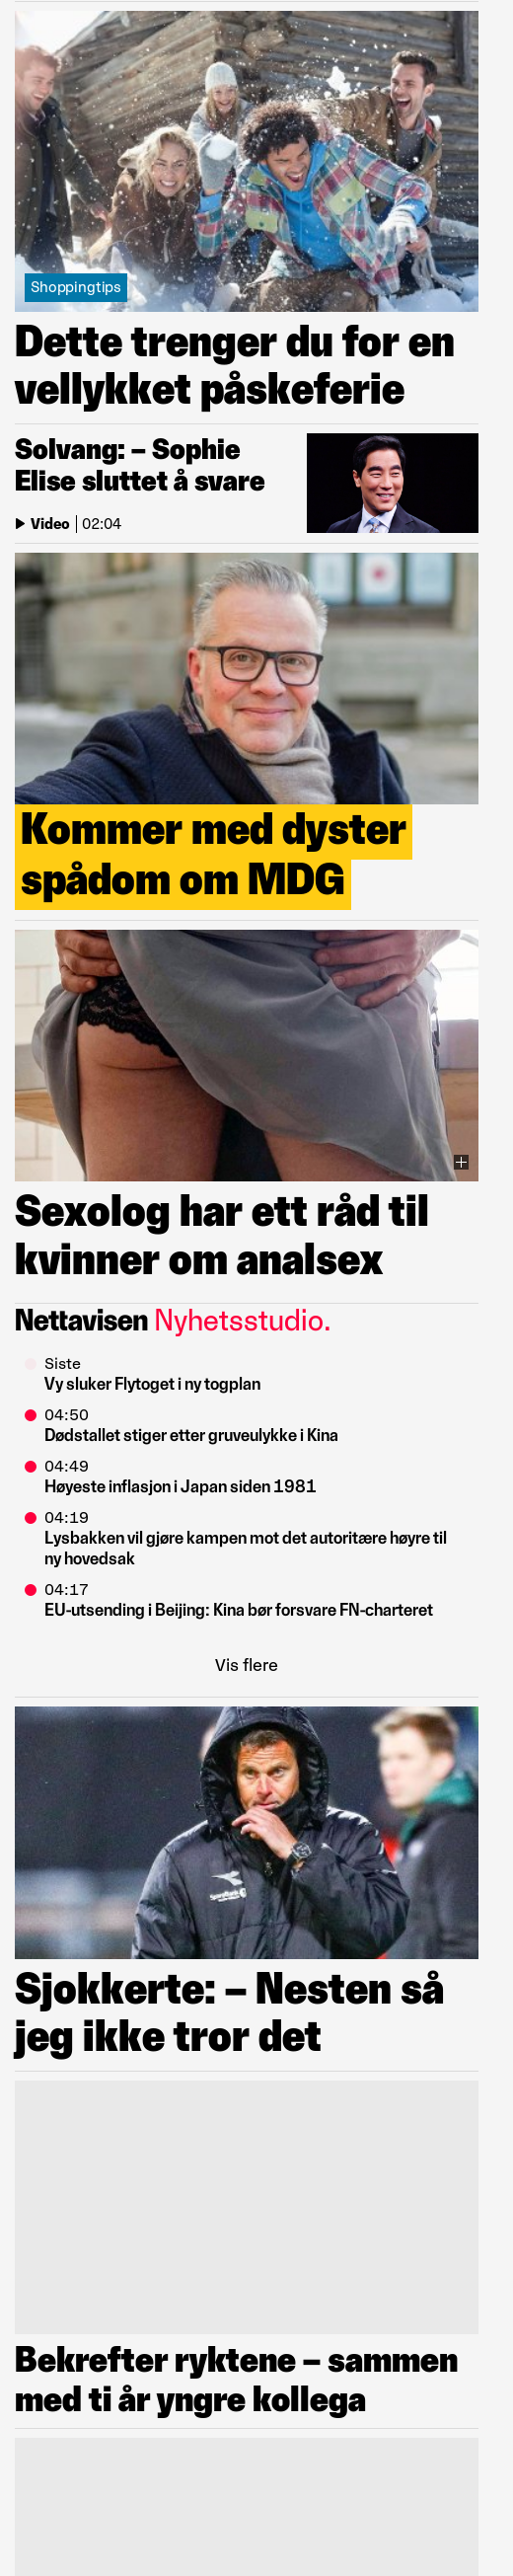 Shoppingtips
Dette trenger du for en
vellykket påskeferie
Solvang: – Sophie
Elise sluttet å svare
Video | 02:04
Kommer med dyster
spådom om MDG
Sexolog har ett råd til
kvinner om analsex
Nettavisen Nyhetsstudio.
Siste
Vy sluker Flytoget i ny togplan
04:50
Dødstallet stiger etter gruveulykke i Kina
04:49
Høyeste inflasjon i Japan siden 1981
04:19
Lysbakken vil gjøre kampen mot det autoritære høyre til
ny hovedsak
04:17
EU-utsending i Beijing: Kina bør forsvare FN-charteret
Vis flere
Sjokkerte: – Nesten så
jeg ikke tror det
Bekrefter ryktene – sammen
med ti år yngre kollega